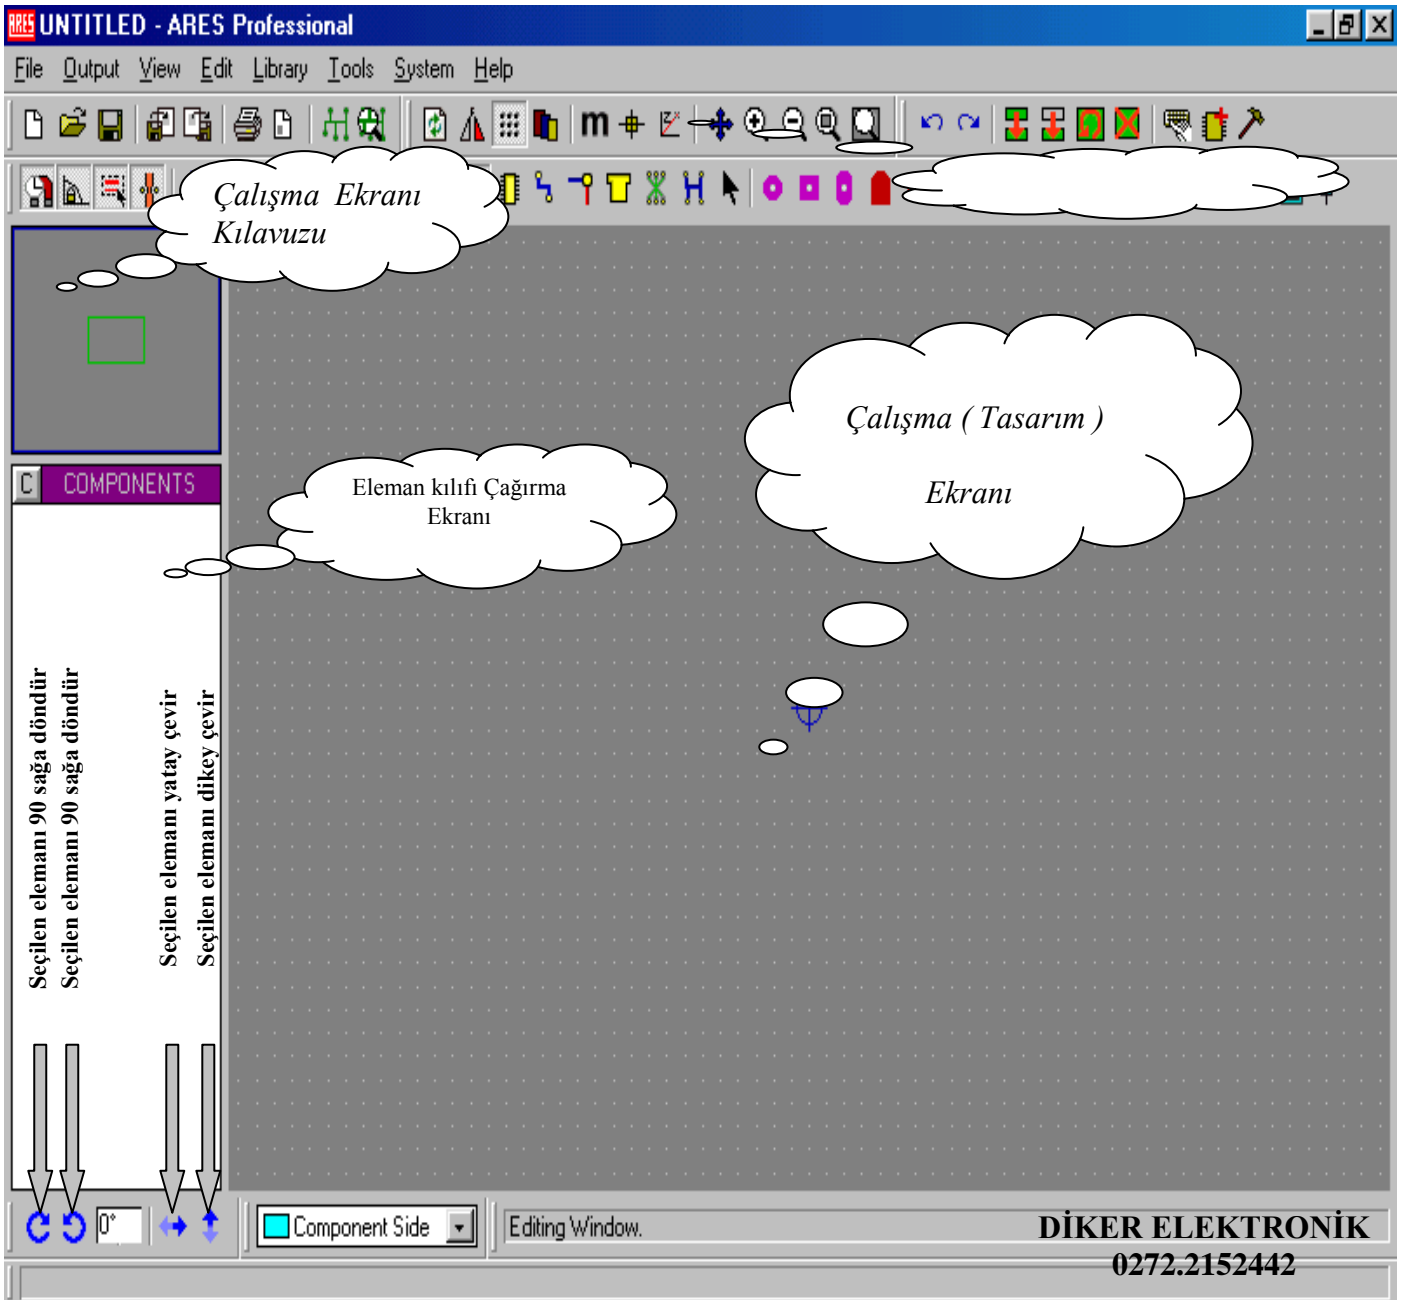 ARES UNTITLED - ARES Professional
File Output View Edit Library Tools System Help
Çalışma Ekranı
Kılavuzu
Çalışma ( Tasarım )
Ekranı
C COMPONENTS
Eleman kılıfı Çağırma
Ekranı
Seçilen elemanı 90 sağa döndür
Seçilen elemanı 90 sağa döndür
Seçilen elemanı yatay çevir
Seçilen elemanı dikey çevir
0° Component Side Editing Window.
DİKER ELEKTRONİK
0272.2152442